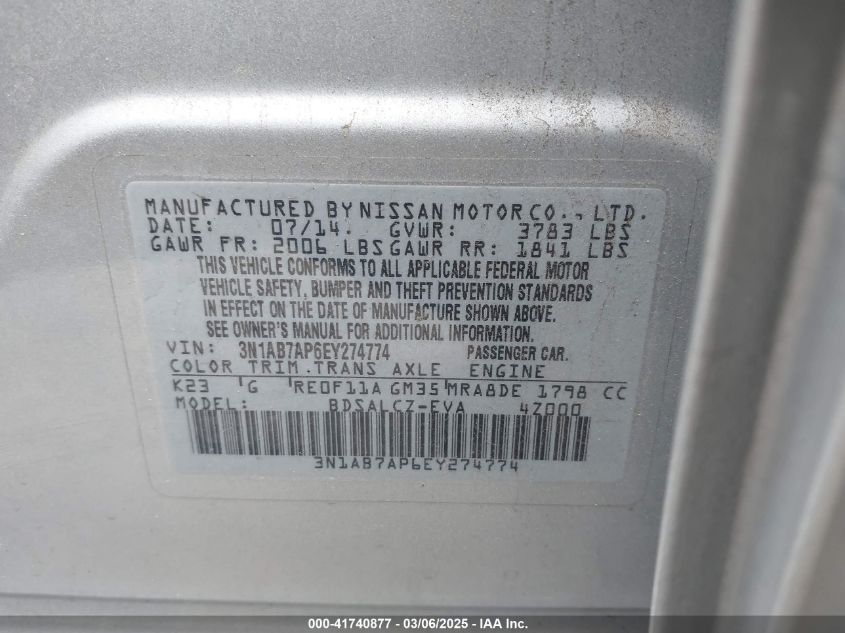 MANUFACTURED BY NISSAN MOTOR CO., LTD.
DATE: 07/14. GVWR: 3783 LBS
GAWR FR: 2006 LBS GAWR RR: 1841 LBS
THIS VEHICLE CONFORMS TO ALL APPLICABLE FEDERAL MOTOR
VEHICLE SAFETY, BUMPER AND THEFT PREVENTION STANDARDS
IN EFFECT ON THE DATE OF MANUFACTURE SHOWN ABOVE.
SEE OWNER'S MANUAL FOR ADDITIONAL INFORMATION.
VIN: 3N1AB7AP6EY274774 PASSENGER CAR.
COLOR TRIM.TRANS AXLE ENGINE
K23 G RE0F11A GM35 MRA8DE 1798 CC
MODEL: BDSALCZ-EVA 4Z000
3N1AB7AP6EY274774
000-41740877 - 03/06/2025 - IAA Inc.